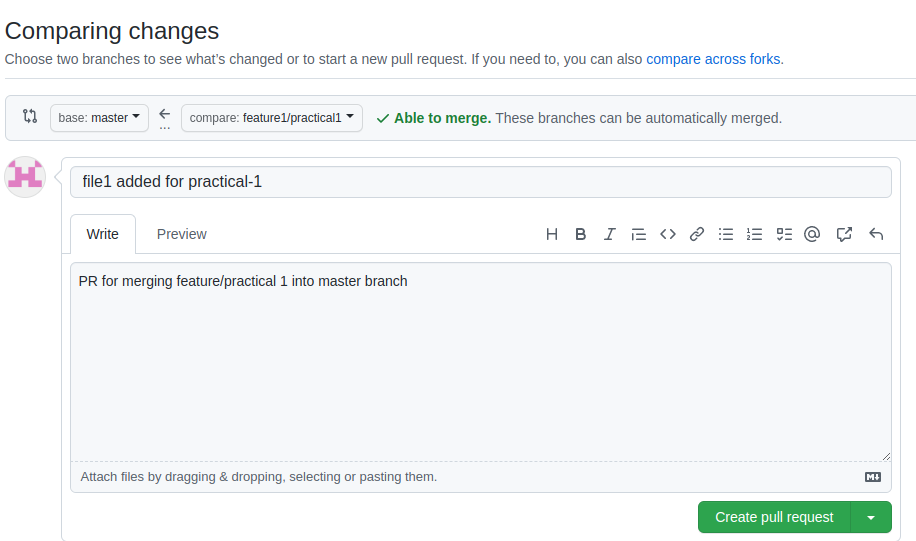 Comparing changes
Choose two branches to see what's changed or to start a new pull request. If you need to, you can also compare across forks.
base: master ← compare: feature1/practical1 ✓ Able to merge. These branches can be automatically merged.
...
file1 added for practical-1
Write Preview
PR for merging feature/practical 1 into master branch
Attach files by dragging & dropping, selecting or pasting them.
Create pull request